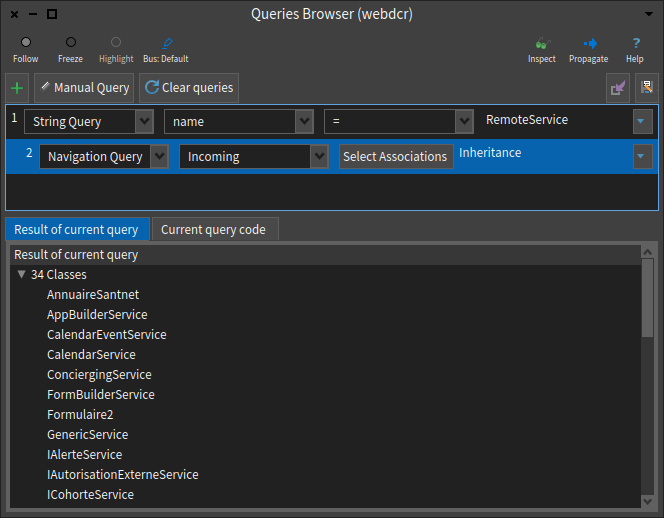 Queries Browser (webdcr)
Follow Freeze Highlight Bus: Default Inspect Propagate Help
Manual Query Clear queries
1 String Query name = RemoteService
2 Navigation Query Incoming Select Associations Inheritance
Result of current query Current query code
Result of current query
34 Classes
AnnuaireSantnet
AppBuilderService
CalendarEventService
CalendarService
ConciergingService
FormBuilderService
Formulaire2
GenericService
IAlerteService
IAutorisationExterneService
ICohorteService